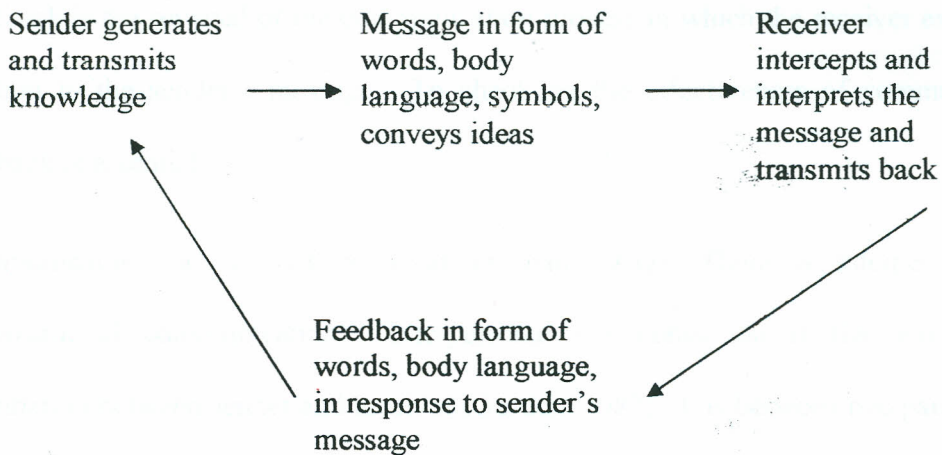 Sender generates
and transmits
knowledge
Message in form of
words, body
language, symbols,
conveys ideas
Receiver
intercepts and
interprets the
message and
transmits back
Feedback in form of
words, body language,
in response to sender's
message